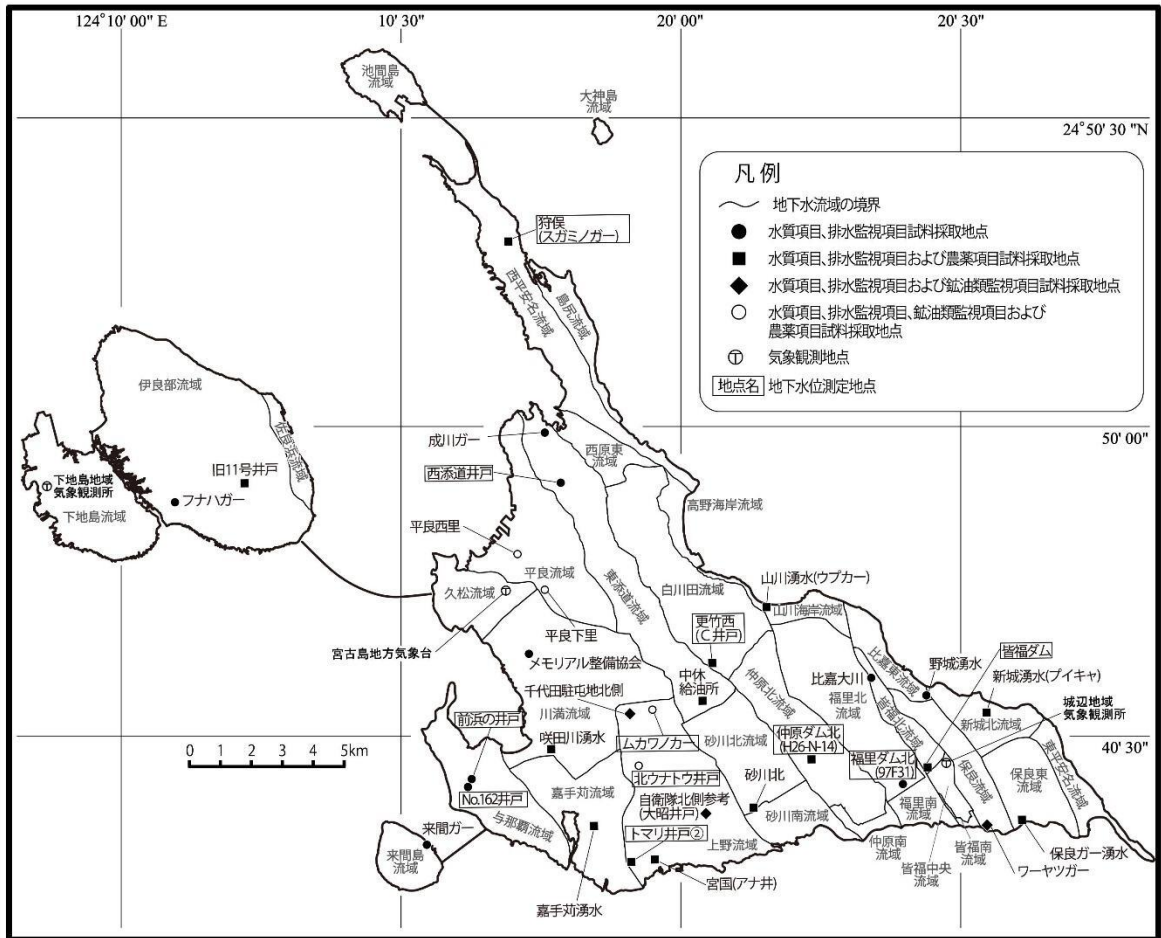 124°10' 00" E
10' 30"
20' 00"
20' 30"
池間島
流域
大神島
流域
24°50' 30" N
凡 例
地下水流域の境界
水質項目、排水監視項目試料採取地点
水質項目、排水監視項目および農薬項目試料採取地点
水質項目、排水監視項目および鉱油類監視項目試料採取地点
水質項目、排水監視項目、鉱油類監視項目および
農薬項目試料採取地点
気象観測地点
地点名 地下水位測定地点
狩俣
(スガミノガー)
西平安名流域
島尻流域
伊良部流域
佐良浜流域
旧11号井戸
下地島地域
気象観測所
フナハガー
下地島流域
50' 00"
成川ガー
西原東
流域
西添道井戸
高野海岸流域
平良西里
平良流域
久松流域
東添道流域
白川田流域
山川湧水(ウプカー)
山川海岸流域
平良下里
宮古島地方気象台
更竹西
(C井戸)
メモリアル整備協会
中休
給油所
仲原北流域
比嘉大川
比嘉東流域
野城湧水
皆福ダム
新城湧水(プイキャ)
福里北
流域
皆福北流域
城辺地域
気象観測所
新城北流域
千代田駐屯地北側
川満流域
前浜の井戸
咲田川湧水
ムカワノカー
砂川北流域
仲原ダム北
(H26-N-14)
福里ダム北
(97F31)
40' 30"
0 1 2 3 4 5km
No.162井戸
嘉手苅流域
北ウナトウ井戸
自衛隊北側参考
(大昭井戸)
砂川北
砂川南流域
福里南
流域
保良流域
保良東
流域
東平安名流域
与那覇流域
来間ガー
来間島
流域
トマリ井戸②
上野流域
仲原南
流域
皆福中央
流域
皆福南
流域
保良ガー湧水
ワーヤツガー
宮国(アナ井)
嘉手苅湧水